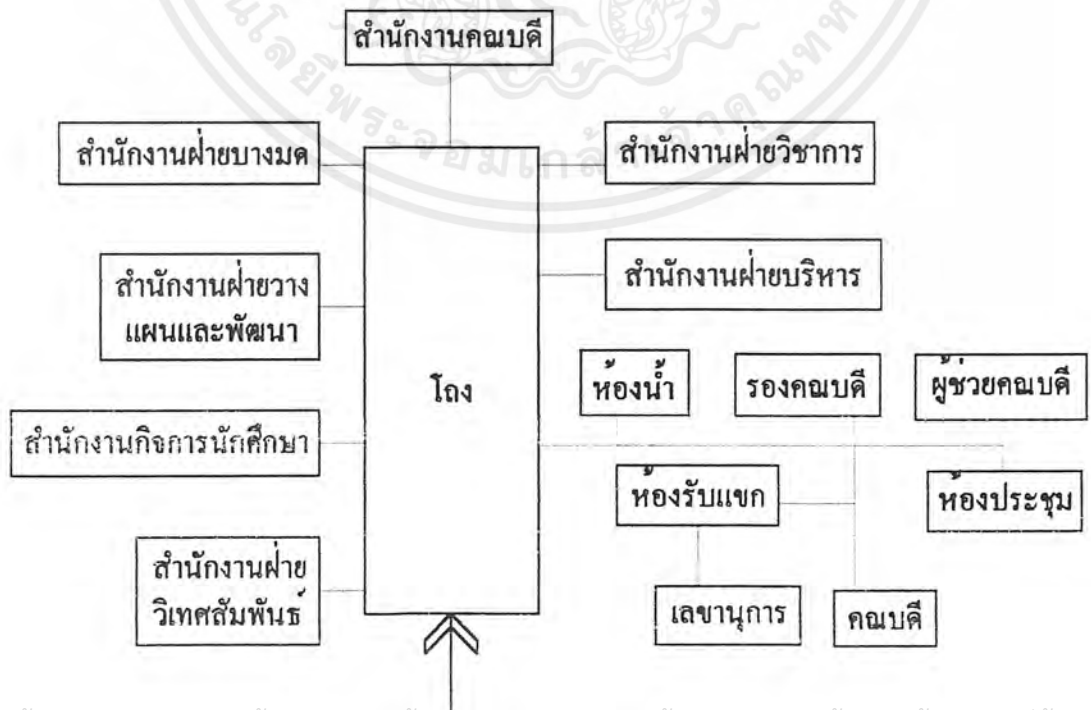 สำนักงานคณบดี
สำนักงานฝ่ายบางมด
สำนักงานฝ่ายวิชาการ
สำนักงานฝ่ายวาง
แผนและพัฒนา
สำนักงานฝ่ายบริหาร
โถง
ห้องน้ำ
รองคณบดี
ผู้ช่วยคณบดี
สำนักงานกิจการนักศึกษา
ห้องรับแขก
ห้องประชุม
สำนักงานฝ่าย
วิเทศสัมพันธ์
เลขานุการ
คณบดี